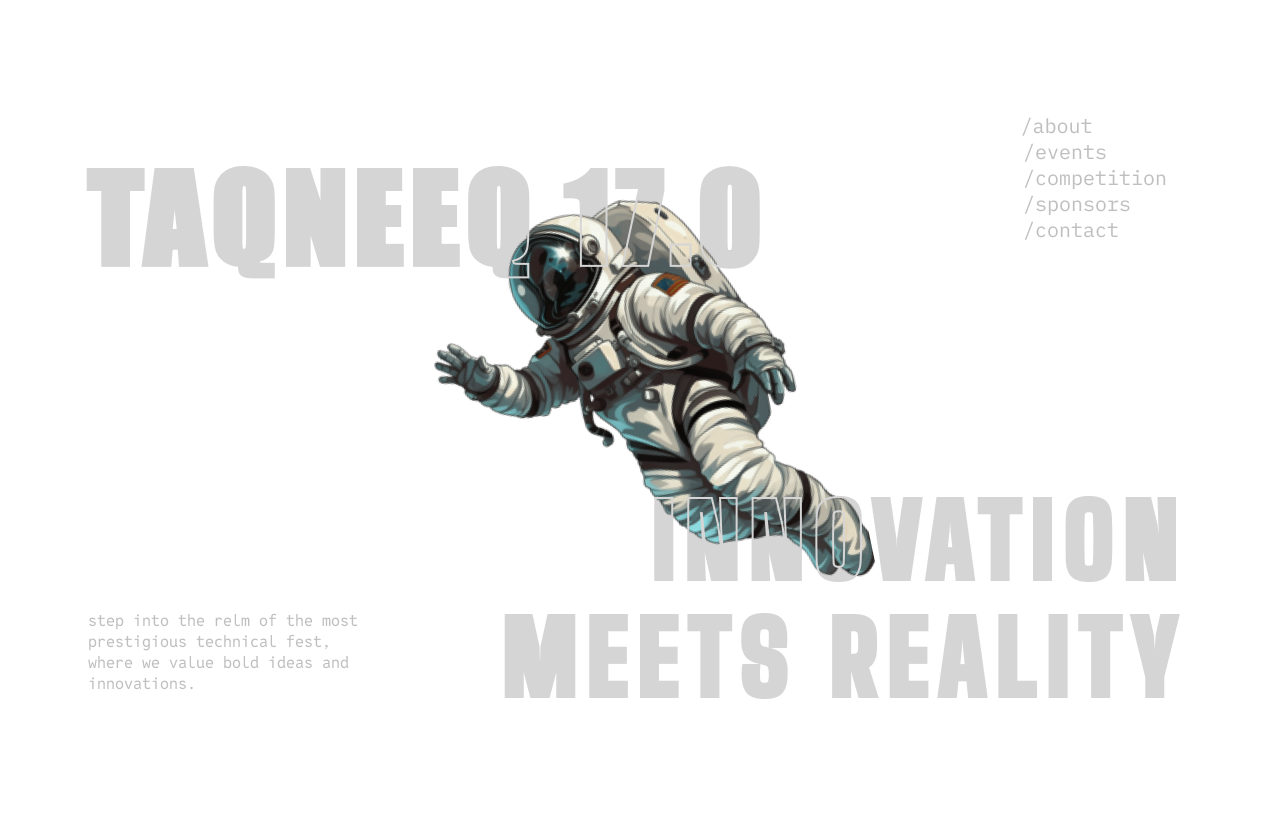 TAQNEEQ 17.0
/about
/events
/competition
/sponsors
/contact
INNOVATION
MEETS REALITY
step into the relm of the most
prestigious technical fest,
where we value bold ideas and
innovations.